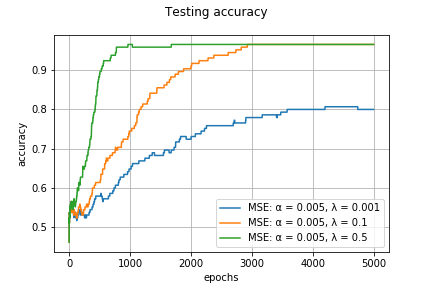 Testing accuracy
accuracy
0.9
0.8
0.7
0.6
0.5
MSE: α = 0.005, λ = 0.001
MSE: α = 0.005, λ = 0.1
MSE: α = 0.005, λ = 0.5
0 1000 2000 3000 4000 5000
epochs